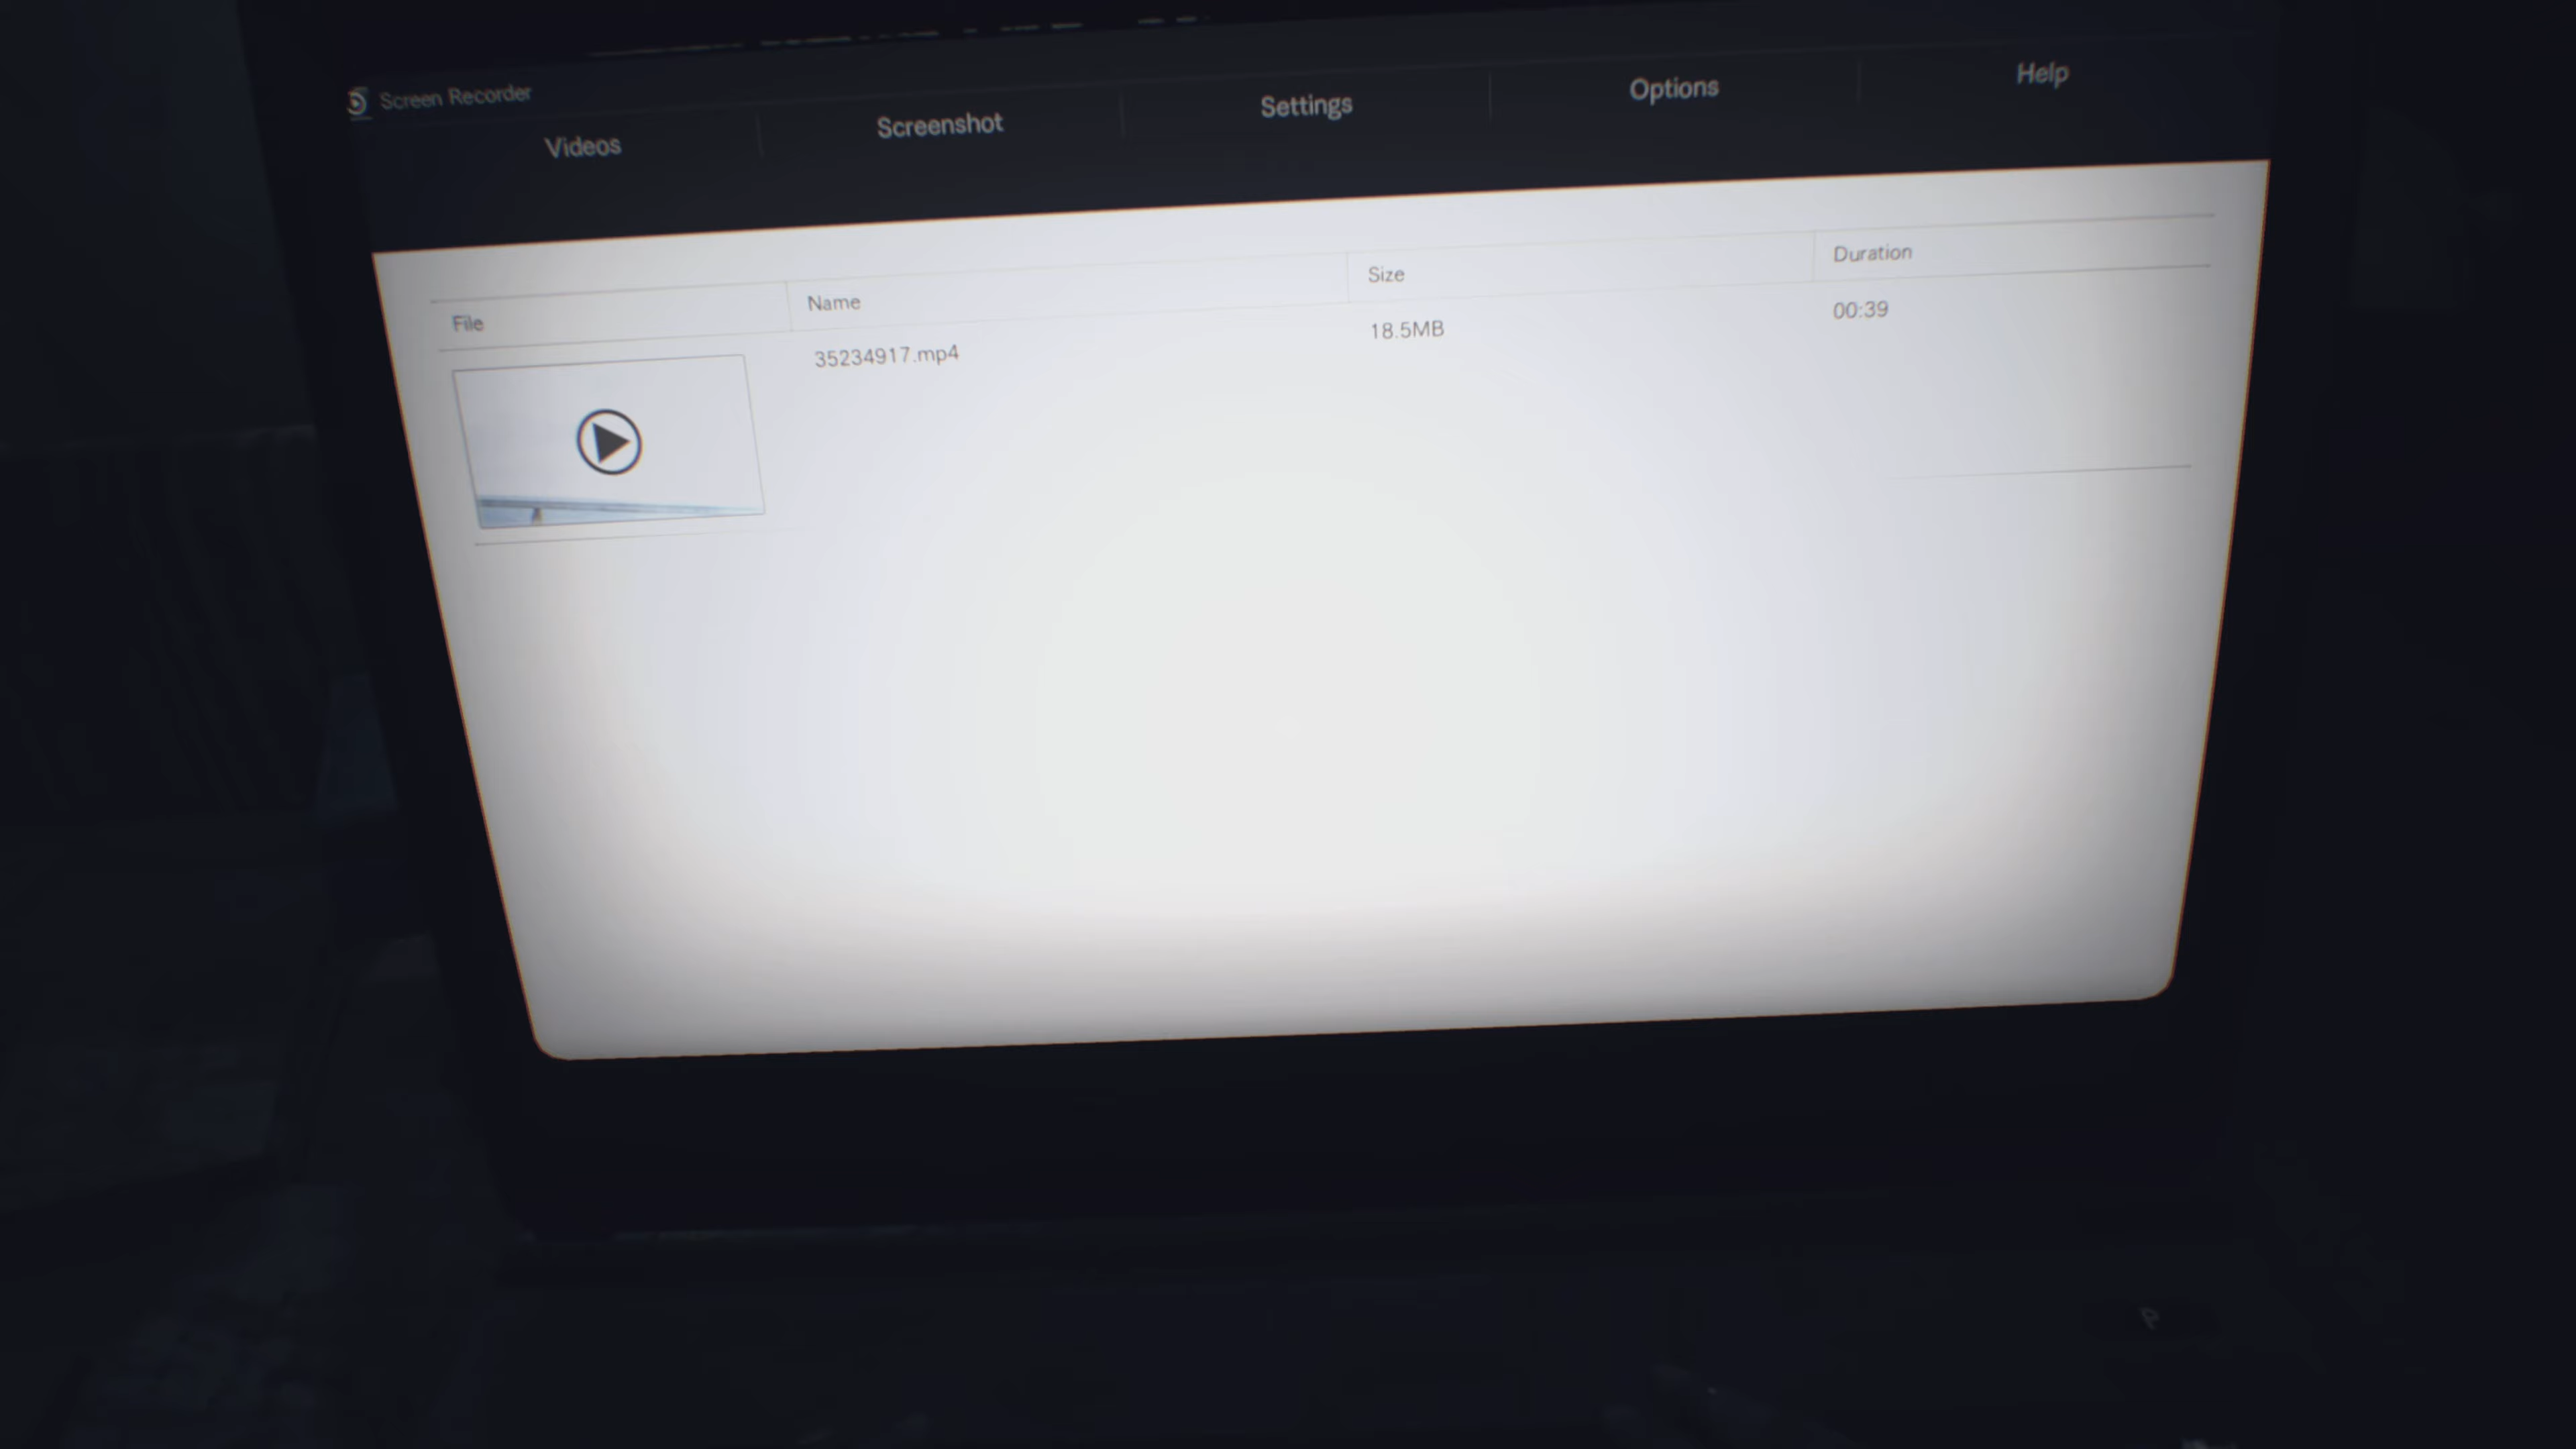 Screen Recorder
Videos Screenshot Settings Options Help
File Name Size Duration
35234917.mp4 18.5MB 00:39